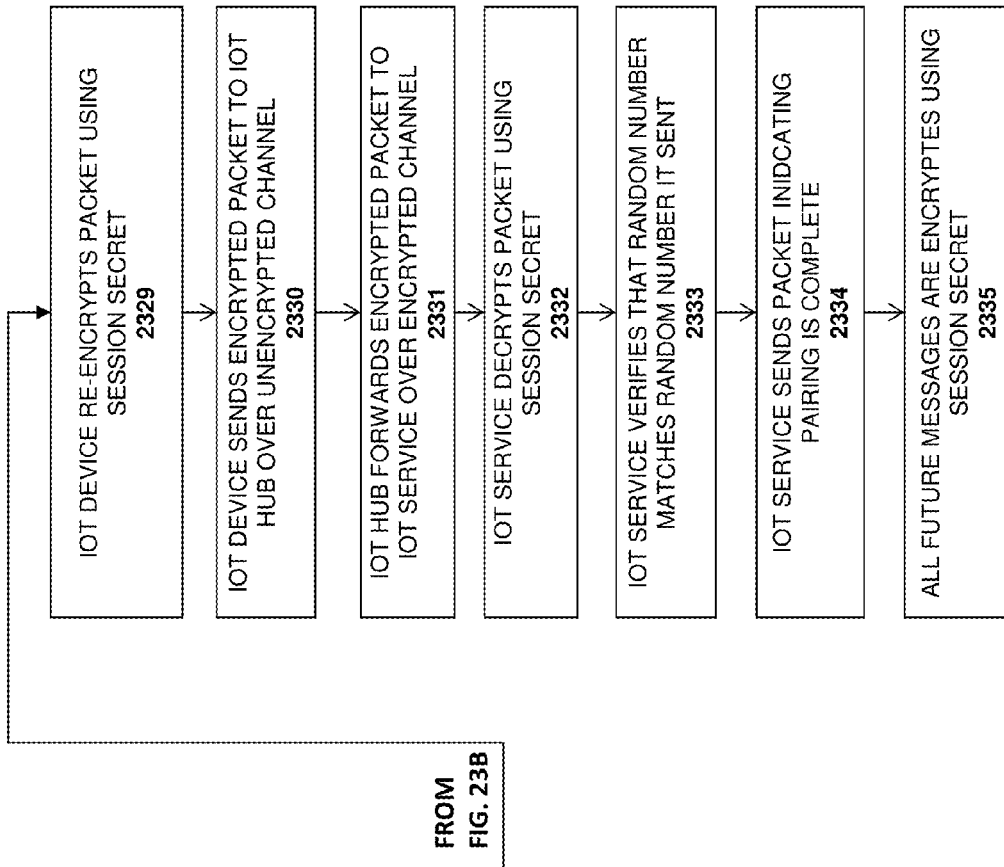 FROM
FIG. 23B
IOT DEVICE RE-ENCRYPTS PACKET USING
SESSION SECRET
2329
IOT DEVICE SENDS ENCRYPTED PACKET TO IOT
HUB OVER UNENCRYPTED CHANNEL
2330
IOT HUB FORWARDS ENCRYPTED PACKET TO
IOT SERVICE OVER ENCRYPTED CHANNEL
2331
IOT SERVICE DECRYPTS PACKET USING
SESSION SECRET
2332
IOT SERVICE VERIFIES THAT RANDOM NUMBER
MATCHES RANDOM NUMBER IT SENT
2333
IOT SERVICE SENDS PACKET INIDCATING
PAIRING IS COMPLETE
2334
ALL FUTURE MESSAGES ARE ENCRYPTES USING
SESSION SECRET
2335